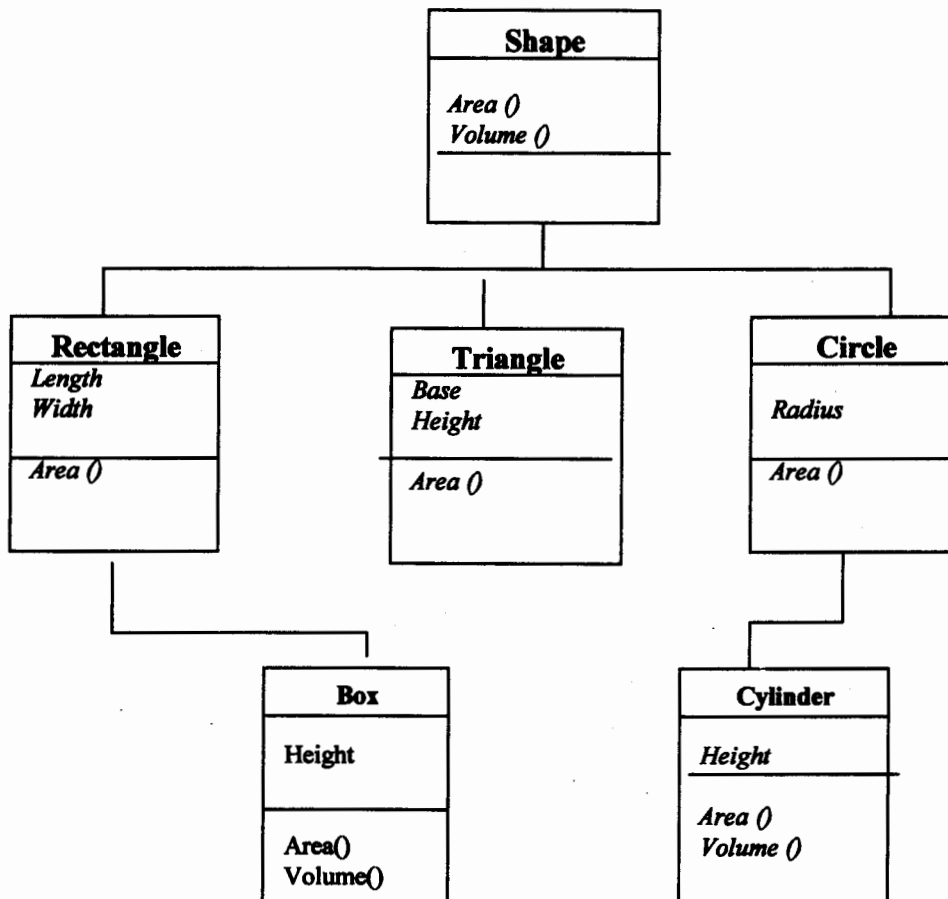 Shape
Area ()
Volume ()
Rectangle
Length
Width
Area ()
Triangle
Base
Height
Area ()
Circle
Radius
Area ()
Box
Height
Area()
Volume()
Cylinder
Height
Area ()
Volume ()